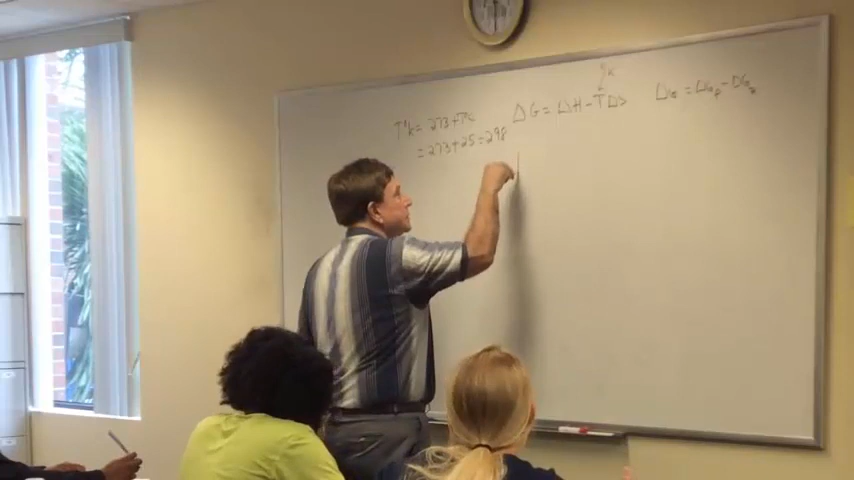 T°K = 273 + T°C
= 273 + 25 = 298
°K
ΔG = ΔH - TΔS
ΔG = ΔGP - ΔGR